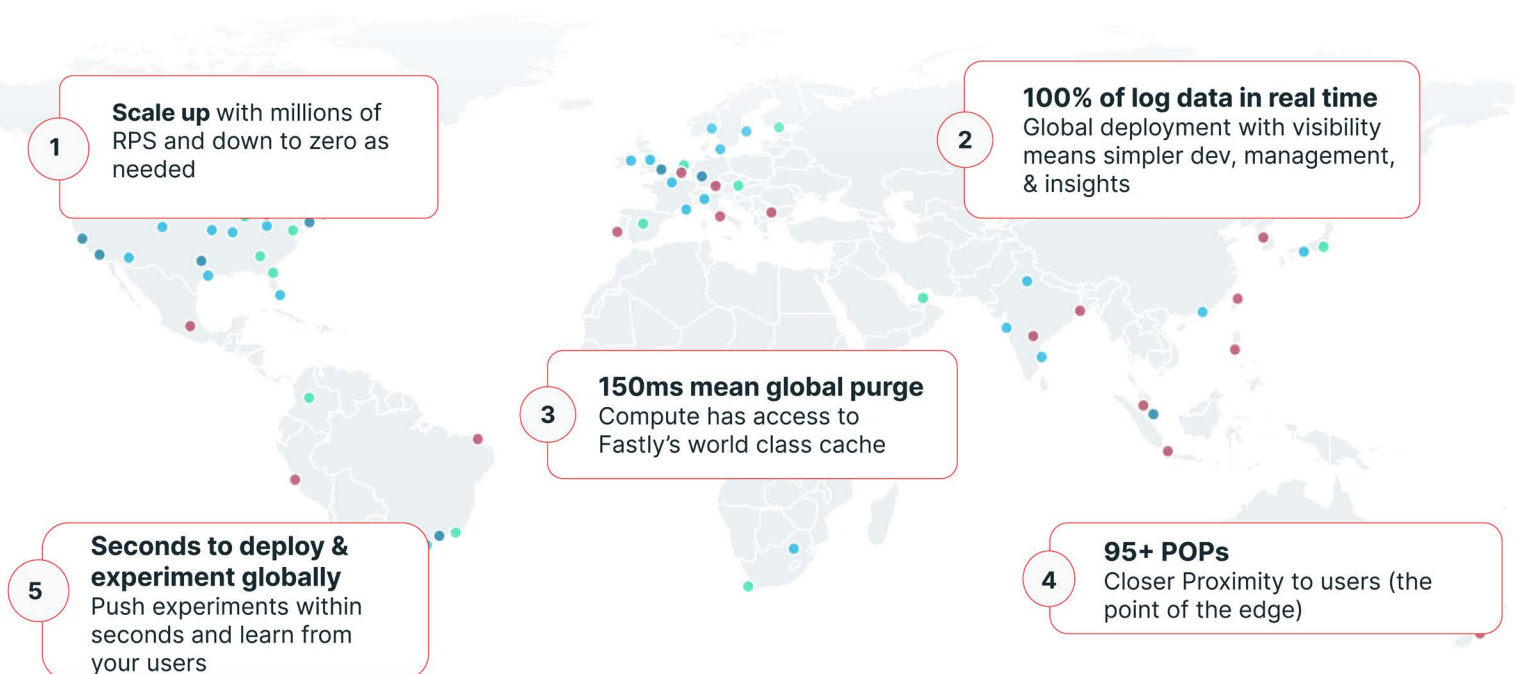 1
Scale up with millions of
RPS and down to zero as
needed
2
100% of log data in real time
Global deployment with visibility
means simpler dev, management,
& insights
3
150ms mean global purge
Compute has access to
Fastly’s world class cache
4
95+ POPs
Closer Proximity to users (the
point of the edge)
5
Seconds to deploy &
experiment globally
Push experiments within
seconds and learn from
your users